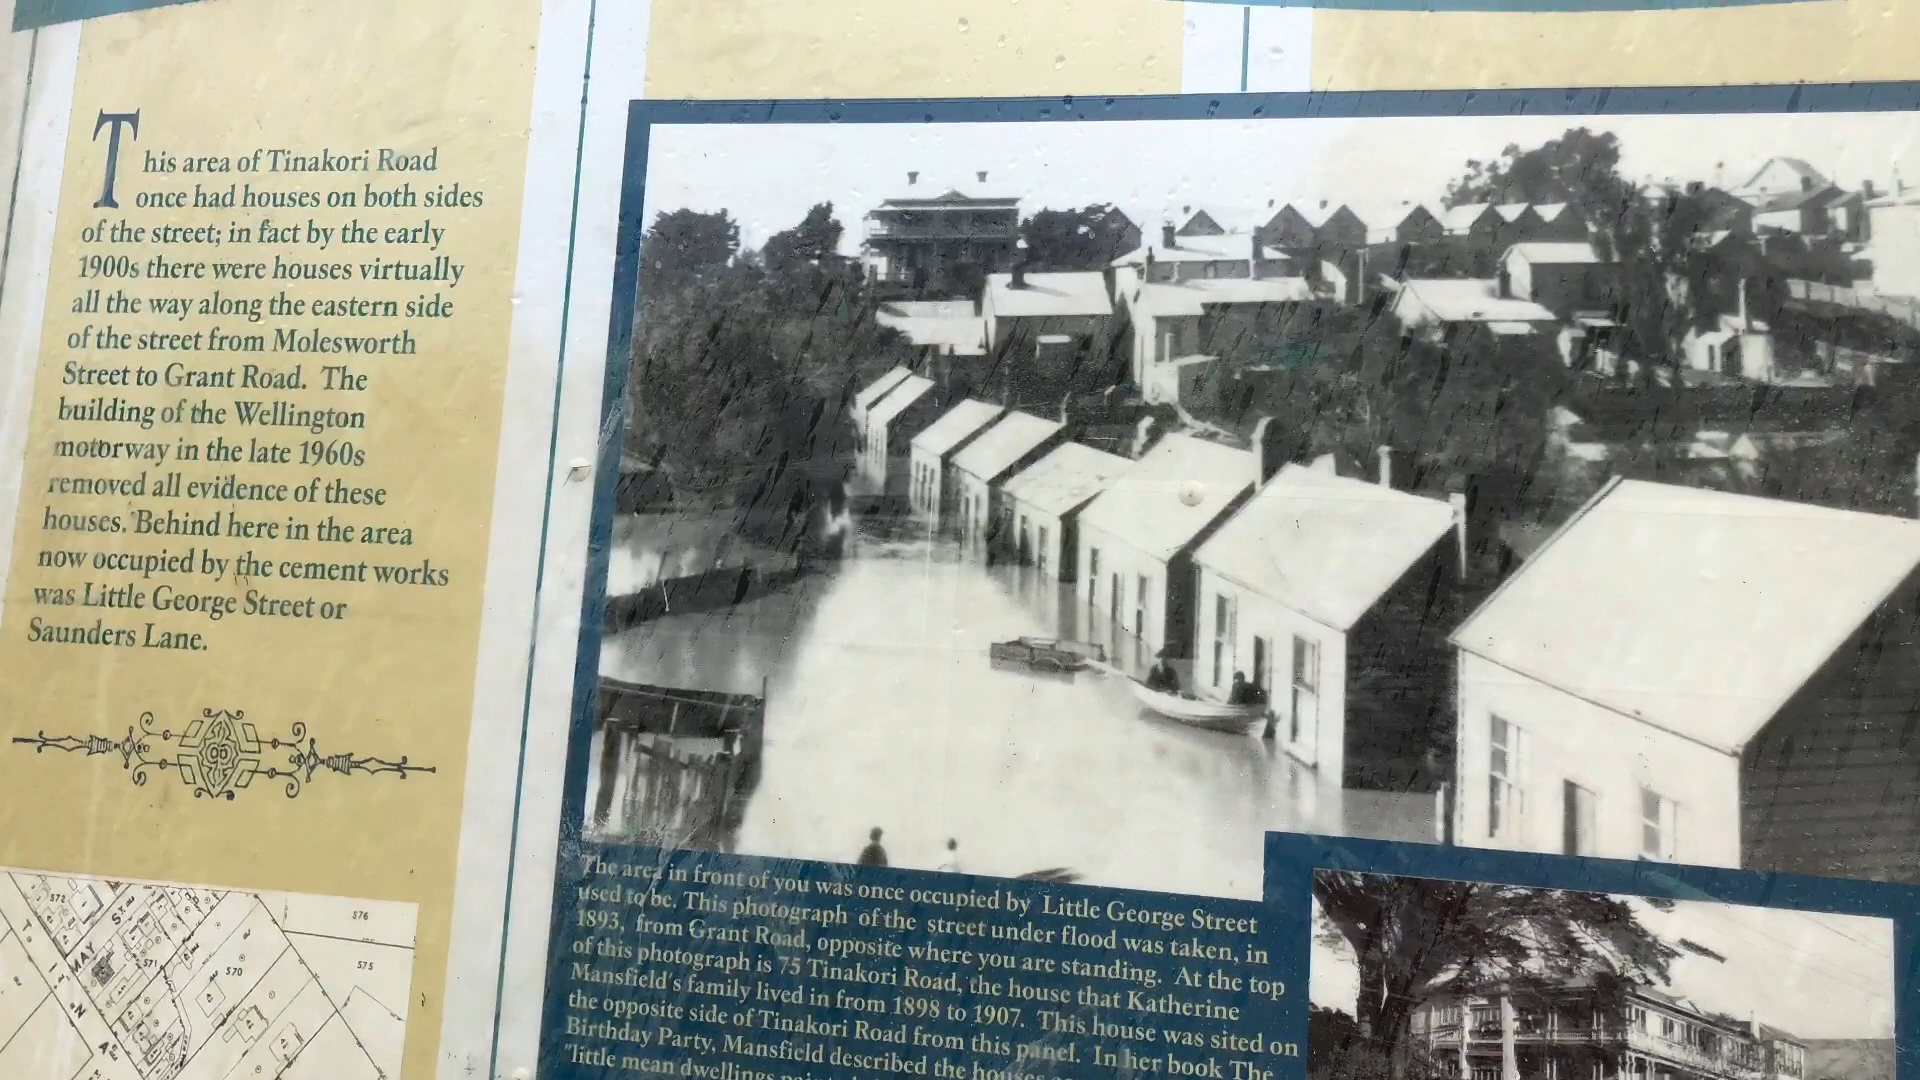 This area of Tinakori Road
once had houses on both sides
of the street; in fact by the early
1900s there were houses virtually
all the way along the eastern side
of the street from Molesworth
Street to Grant Road. The
building of the Wellington
motorway in the late 1960s
removed all evidence of these
houses. Behind here in the area
now occupied by the cement works
was Little George Street or
Saunders Lane.
572
576
MAY
ST
571
570
575
T
I
N
A
The area in front of you was once occupied by Little George Street
used to be. This photograph of the street under flood was taken, in
1893, from Grant Road, opposite where you are standing. At the top
of this photograph is 75 Tinakori Road, the house that Katherine
Mansfield's family lived in from 1898 to 1907. This house was sited on
the opposite side of Tinakori Road from this panel. In her book The
Birthday Party, Mansfield described the houses as
"little mean dwellings